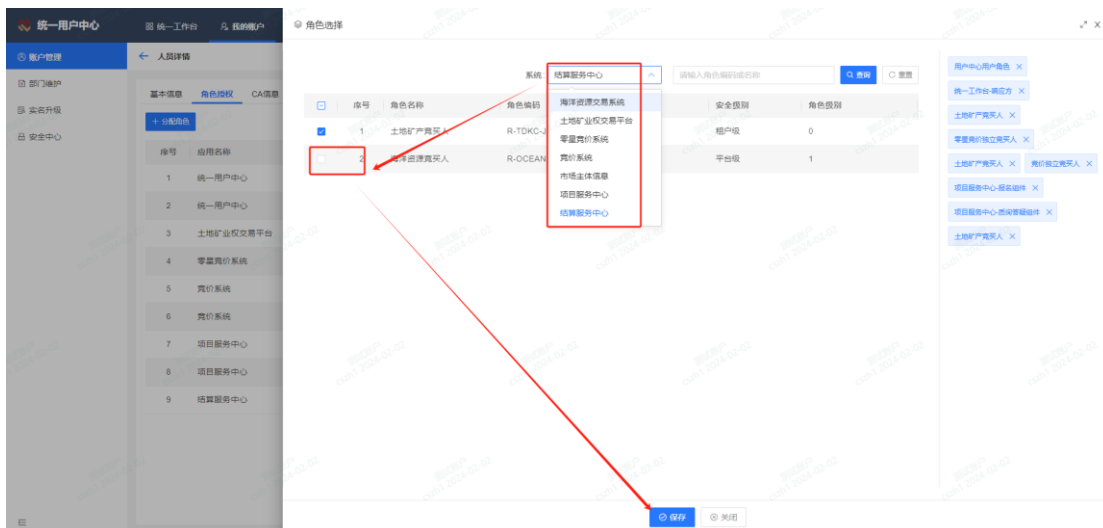 统一用户中心
统一工作台
我的账户
角色选择
账户管理
部门维护
实名升级
安全中心
人员详情
基本信息
角色授权
CA信息
+ 分配角色
序号 应用名称
1 统一用户中心
2 统一用户中心
3 土地矿业权交易平台
4 零星竞价系统
5 竞价系统
6 竞价系统
7 项目服务中心
8 项目服务中心
9 结算服务中心
系统: 结算服务中心
请输入角色编码或名称
查询
重置
序号 角色名称 角色编码 安全级别 角色级别
1 土地矿产竞买人 R-TDKC-J 租户级 0
2 海洋资源竞买人 R-OCEAN 平台级 1
海洋资源交易系统
土地矿业权交易平台
零星竞价系统
竞价系统
市场主体信息
项目服务中心
结算服务中心
用户中心用户角色 ×
统一工作台-响应方 ×
土地矿产竞买人 ×
零星竞价独立竞买人 ×
土地矿产竞买人 × 竞价独立竞买人 ×
项目服务中心-报名组件 ×
项目服务中心-质询答疑组件 ×
土地矿产竞买人 ×
保存
关闭